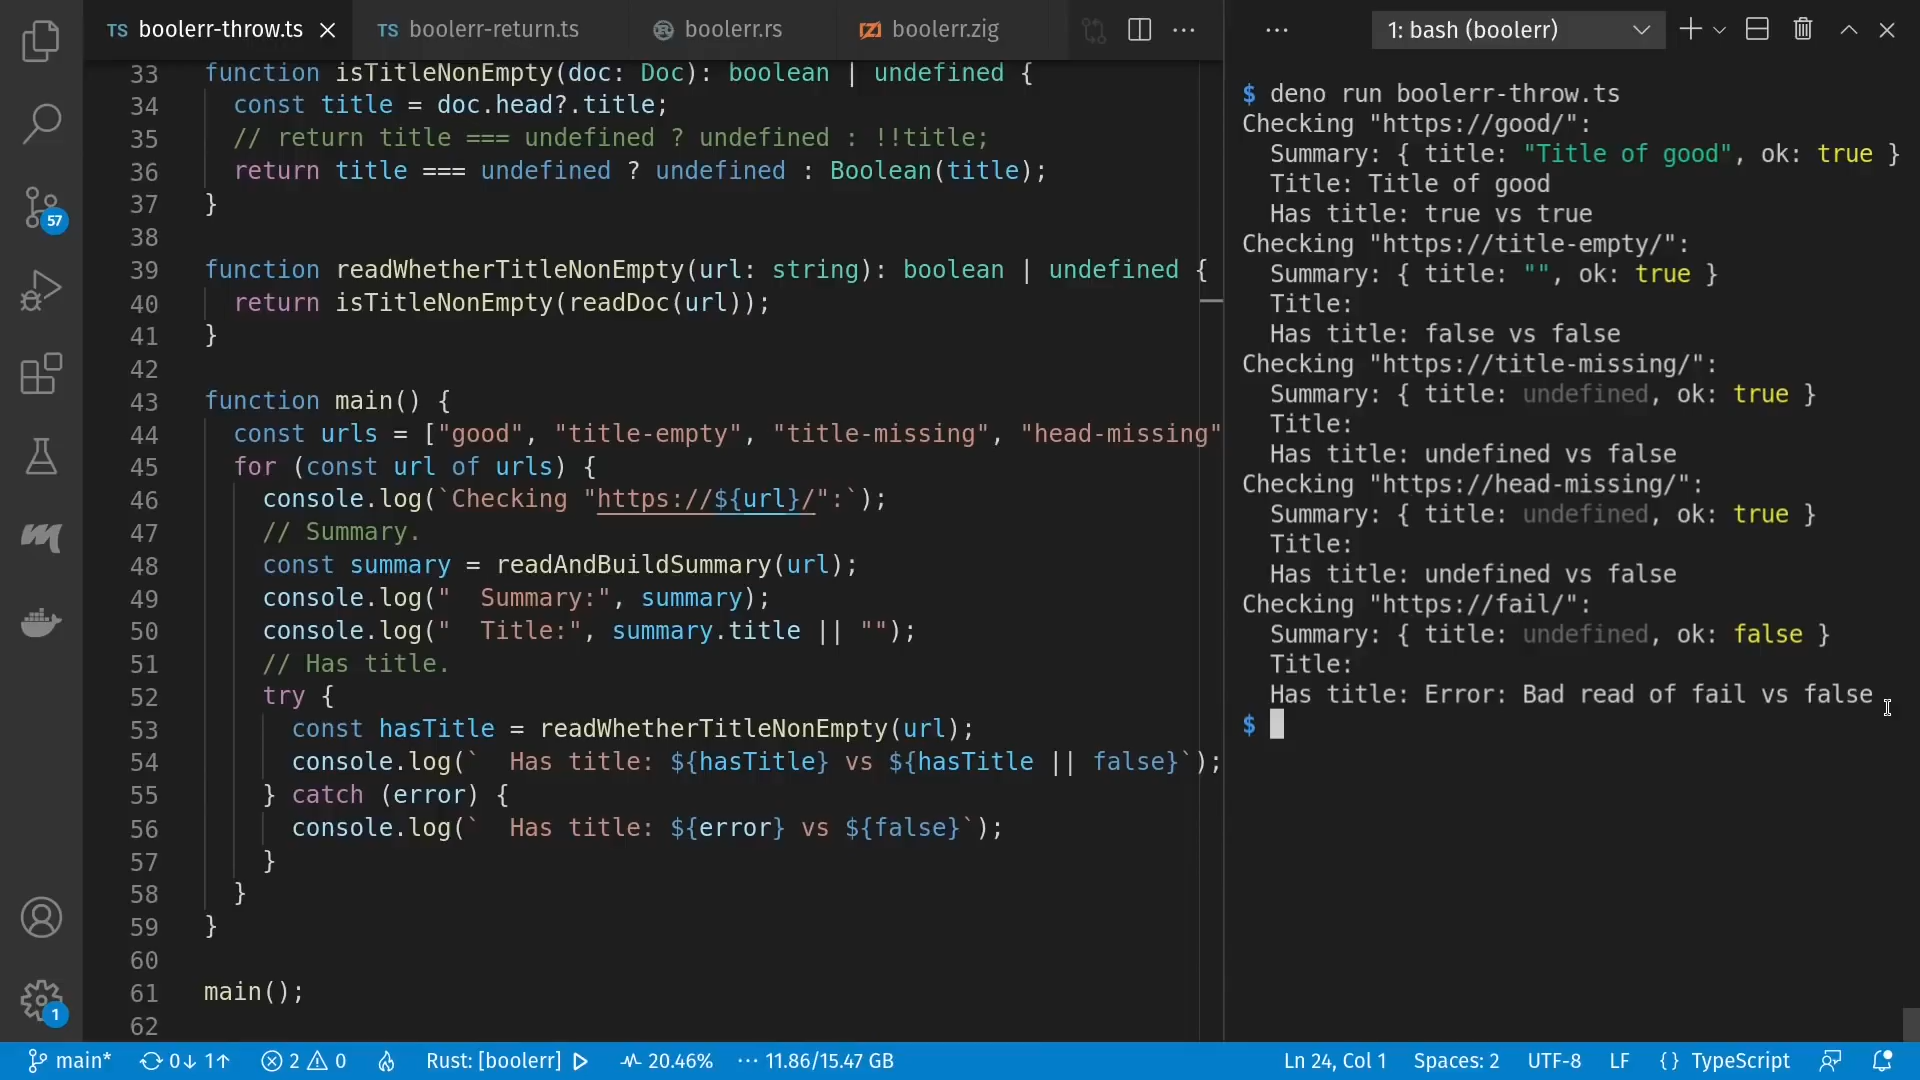 TS boolerr-throw.ts
TS boolerr-return.ts
boolerr.rs
boolerr.zig
1: bash (boolerr)
57
1
33 function isTitleNonEmpty(doc: Doc): boolean | undefined {
34   const title = doc.head?.title;
35   // return title === undefined ? undefined : !!title;
36   return title === undefined ? undefined : Boolean(title);
37 }
38
39 function readWhetherTitleNonEmpty(url: string): boolean | undefined {
40   return isTitleNonEmpty(readDoc(url));
41 }
42
43 function main() {
44   const urls = ["good", "title-empty", "title-missing", "head-missing"
45   for (const url of urls) {
46     console.log(`Checking "https://${url}/":`);
47     // Summary.
48     const summary = readAndBuildSummary(url);
49     console.log("  Summary:", summary);
50     console.log("  Title:", summary.title || "");
51     // Has title.
52     try {
53       const hasTitle = readWhetherTitleNonEmpty(url);
54       console.log(`  Has title: ${hasTitle} vs ${hasTitle || false}`);
55     } catch (error) {
56       console.log(`  Has title: ${error} vs ${false}`);
57     }
58   }
59 }
60
61 main();
62
$ deno run boolerr-throw.ts
Checking "https://good/":
  Summary: { title: "Title of good", ok: true }
  Title: Title of good
  Has title: true vs true
Checking "https://title-empty/":
  Summary: { title: "", ok: true }
  Title:
  Has title: false vs false
Checking "https://title-missing/":
  Summary: { title: undefined, ok: true }
  Title:
  Has title: undefined vs false
Checking "https://head-missing/":
  Summary: { title: undefined, ok: true }
  Title:
  Has title: undefined vs false
Checking "https://fail/":
  Summary: { title: undefined, ok: false }
  Title:
  Has title: Error: Bad read of fail vs false
$
main* 0↓ 1↑ 2 0 Rust: [boolerr] 20.46% 11.86/15.47 GB Ln 24, Col 1 Spaces: 2 UTF-8 LF {} TypeScript